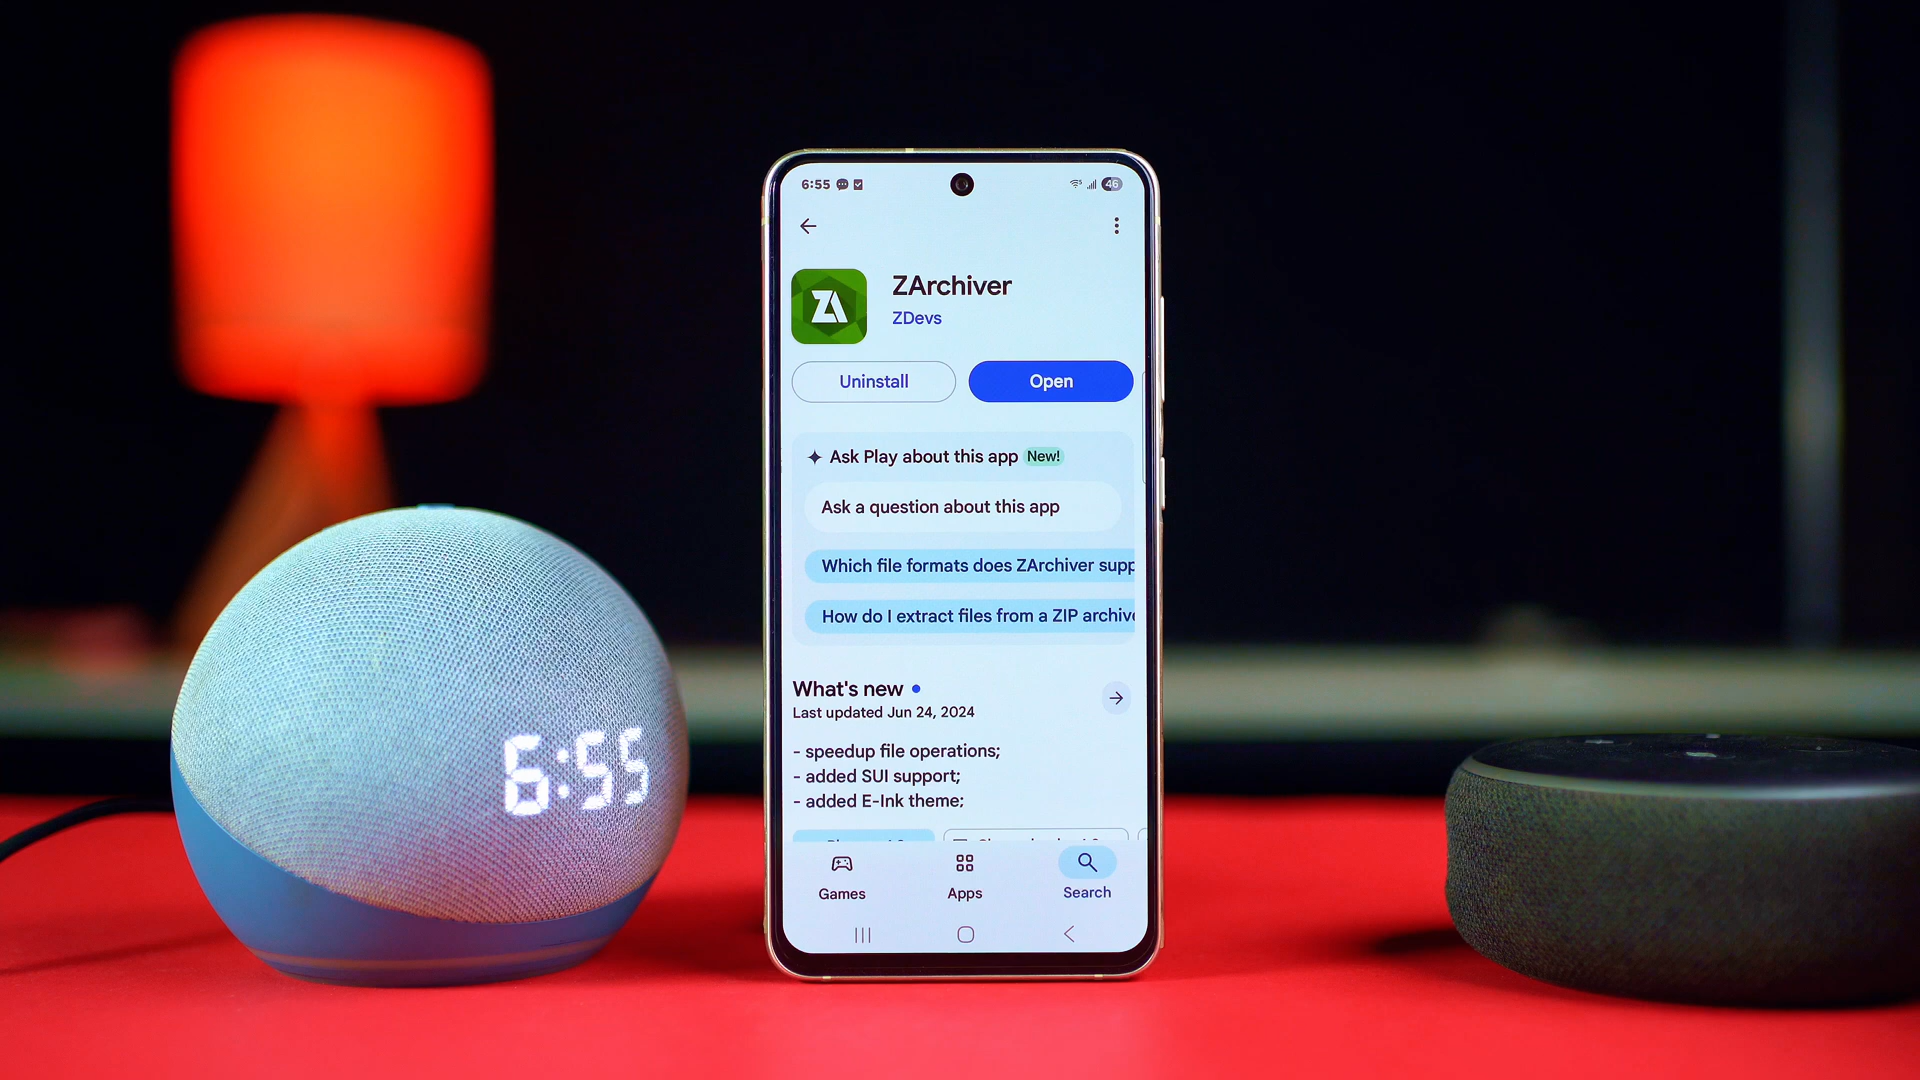 6:55
46
ZA
ZArchiver
ZDevs
Uninstall
Open
Ask Play about this app New!
Ask a question about this app
Which file formats does ZArchiver supp
How do I extract files from a ZIP archive
What's new
Last updated Jun 24, 2024
- speedup file operations;
- added SUI support;
- added E-Ink theme;
Games
Apps
Search
6:55